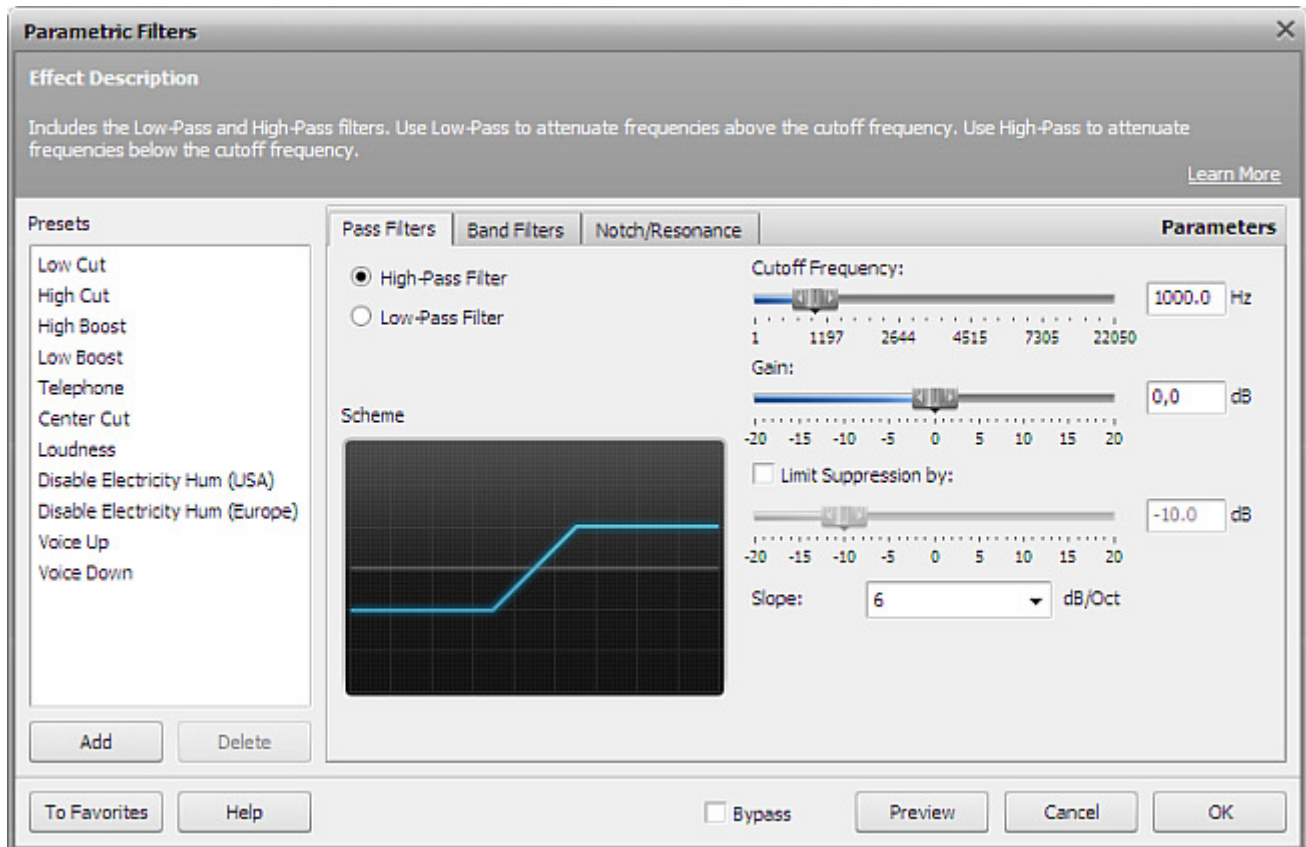 Parametric Filters
Effect Description
Includes the Low-Pass and High-Pass filters. Use Low-Pass to attenuate frequencies above the cutoff frequency. Use High-Pass to attenuate
frequencies below the cutoff frequency.
Learn More
Presets
Low Cut
High Cut
High Boost
Low Boost
Telephone
Center Cut
Loudness
Disable Electricity Hum (USA)
Disable Electricity Hum (Europe)
Voice Up
Voice Down
Add Delete
Pass Filters Band Filters Notch/Resonance Parameters
High-Pass Filter
Low-Pass Filter
Scheme
Cutoff Frequency:
1000.0 Hz
1 1197 2644 4515 7305 22050
Gain:
0,0 dB
-20 -15 -10 -5 0 5 10 15 20
Limit Suppression by:
-10.0 dB
-20 -15 -10 -5 0 5 10 15 20
Slope: 6 dB/Oct
To Favorites Help Bypass Preview Cancel OK